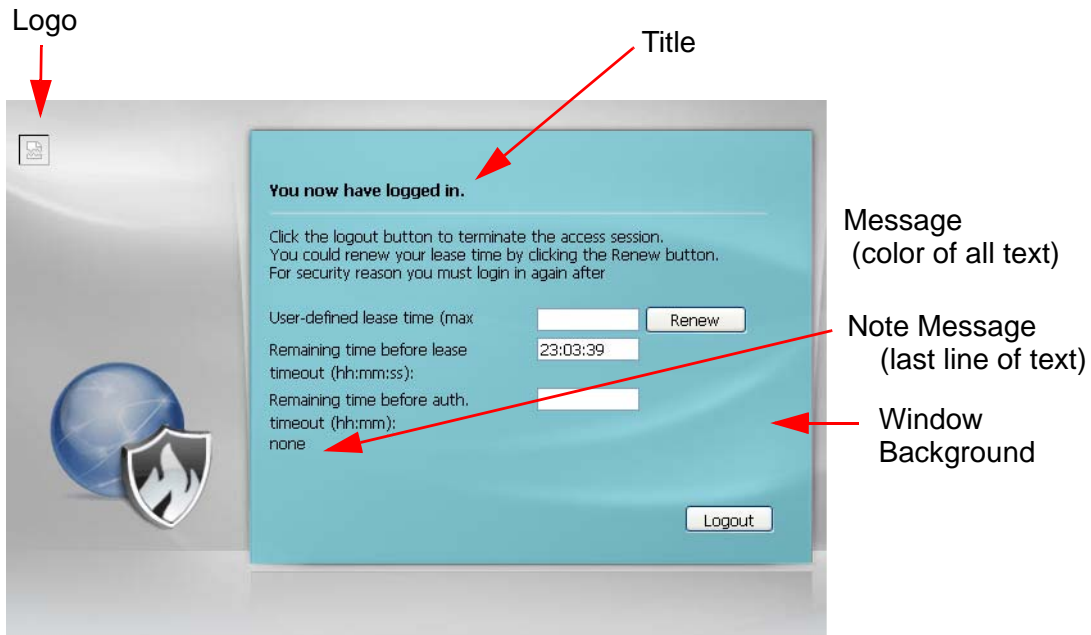 Logo
Title
You now have logged in.
Click the logout button to terminate the access session.
You could renew your lease time by clicking the Renew button.
For security reason you must login in again after
Message
(color of all text)
User-defined lease time (max
Renew
Note Message
(last line of text)
Remaining time before lease
timeout (hh:mm:ss):
23:03:39
Remaining time before auth.
timeout (hh:mm):
none
Window
Background
Logout